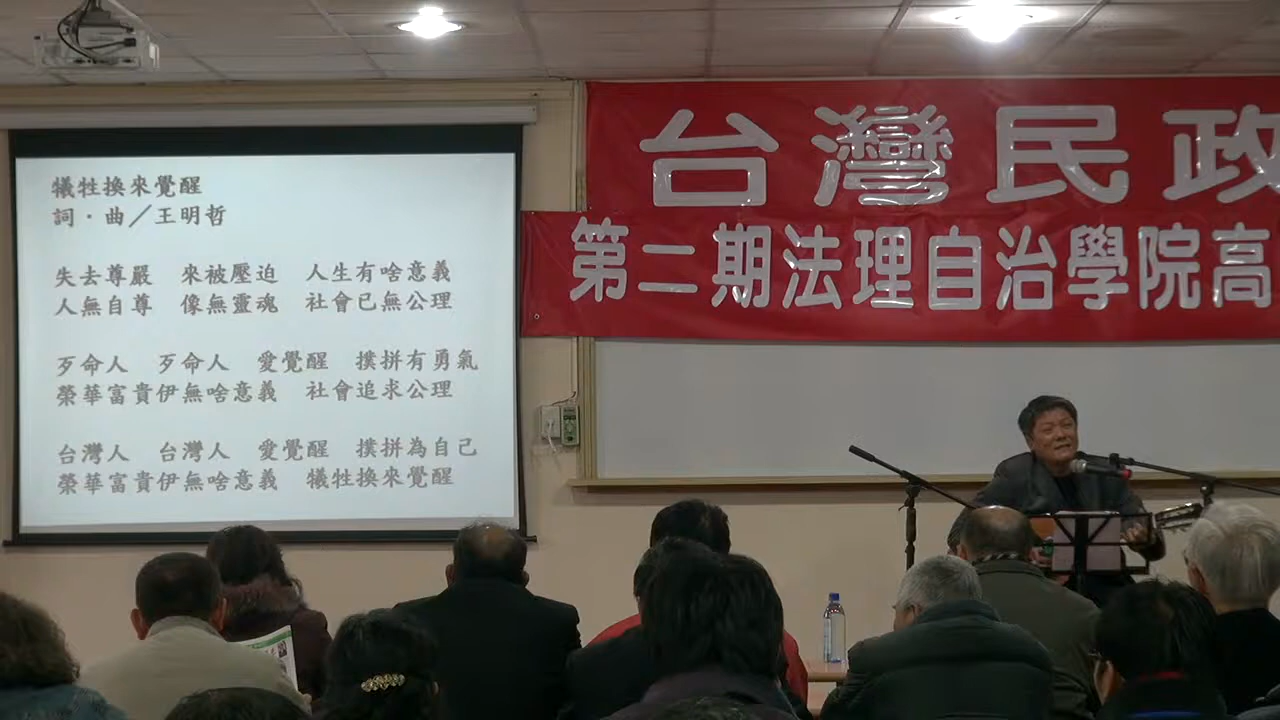 犠牲換來覺醒
詞·曲／王明哲
失去尊嚴　來被壓迫　人生有啥意義
人無自尊　像無靈魂　社會已無公理
歹命人　歹命人　愛覺醒　撲拼有勇氣
榮華富貴伊無啥意義　社會追求公理
台灣人　台灣人　愛覺醒　撲拼為自己
榮華富貴伊無啥意義　犠牲換來覺醒
台灣民政
第二期法理自治學院高